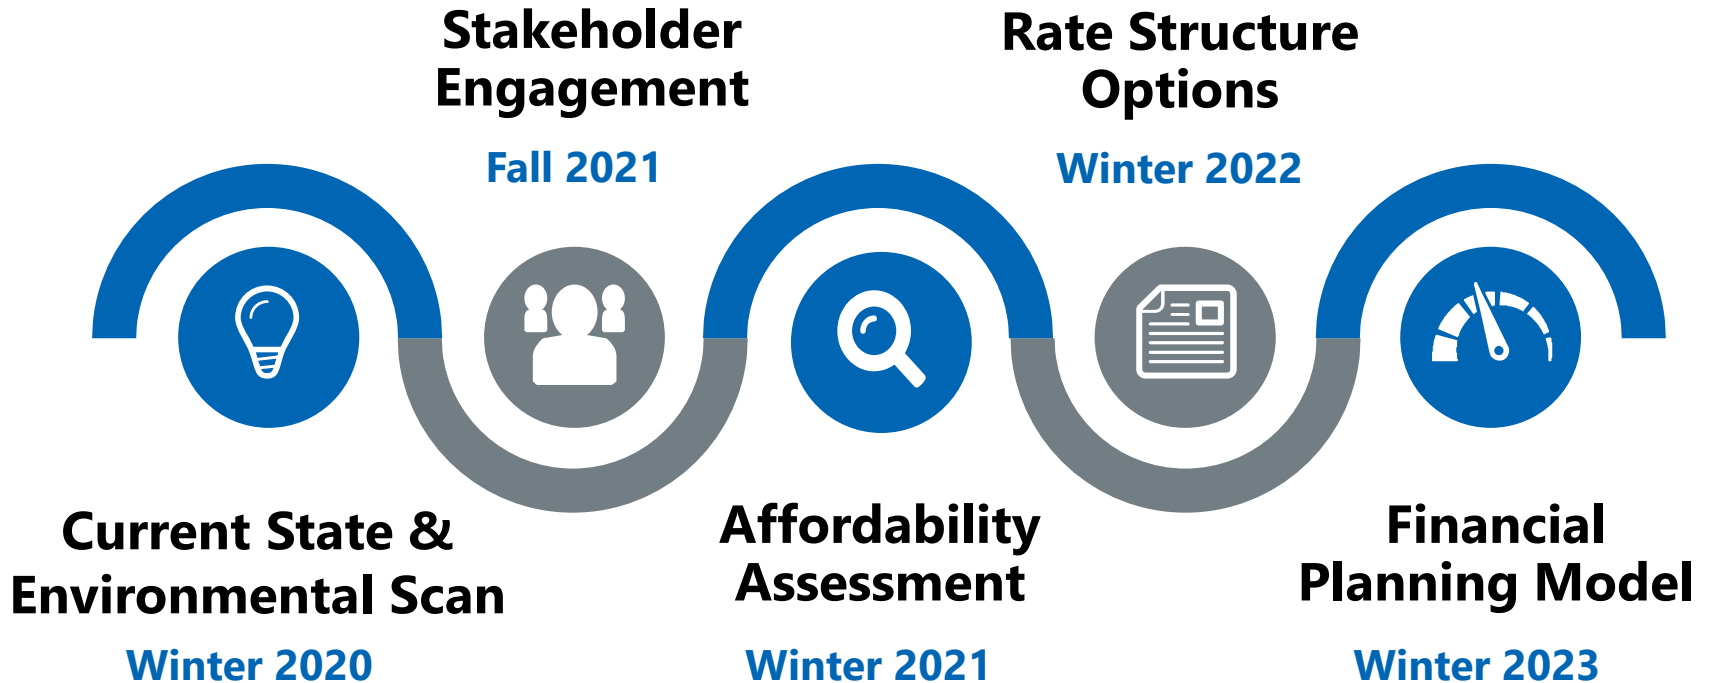 Current State &
Environmental Scan
Winter 2020
Stakeholder
Engagement
Fall 2021
Affordability
Assessment
Winter 2021
Rate Structure
Options
Winter 2022
Financial
Planning Model
Winter 2023